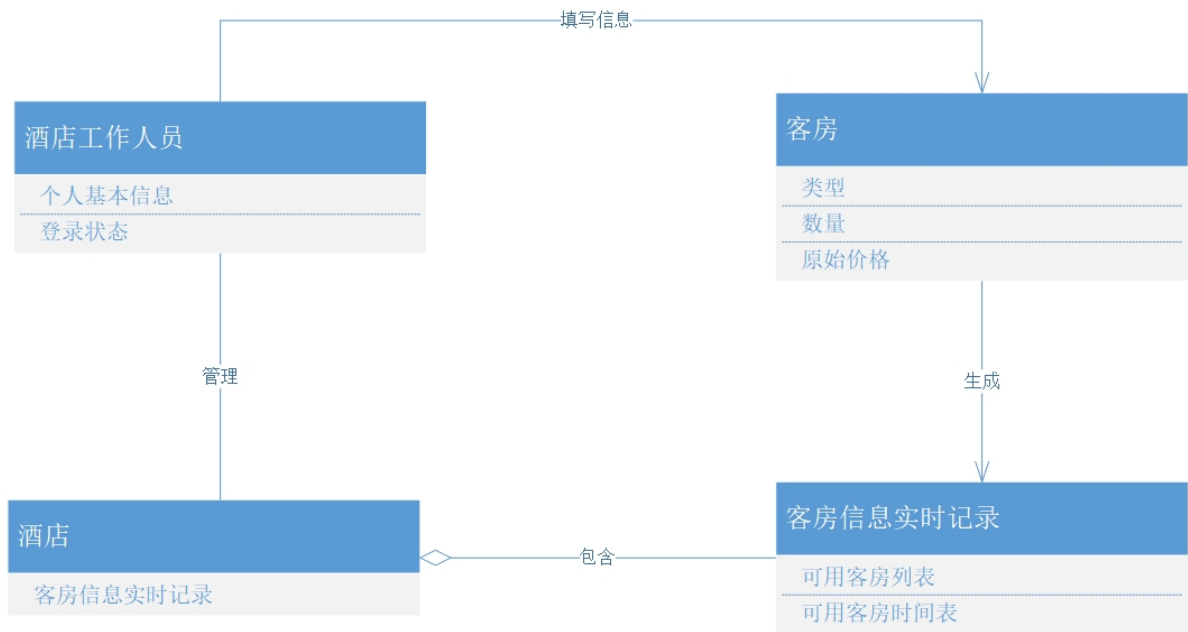 填写信息
酒店工作人员
个人基本信息
登录状态
客房
类型
数量
原始价格
管理
生成
酒店
客房信息实时记录
包含
客房信息实时记录
可用客房列表
可用客房时间表